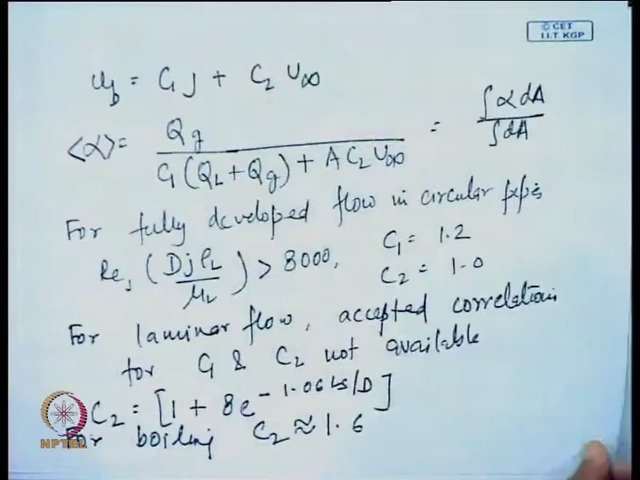 © CET
I.I.T. KGP
u_b = C₁ j + C₂ U∞
<α> = Q_g / (C₁(Q_L + Q_g) + A C₂ U∞) = ∫α dA / ∫dA
For fully developed flow in circular pipes
Re_j (D j ρ_L / μ_L) > 8000, C₁ = 1.2
C₂ = 1.0
For laminar flow, accepted correlations
for C₁ & C₂ not available
C₂ = [1 + 8e^(-1.06 Ls/D)]
For boiling C₂ ≈ 1.6
NPTEL